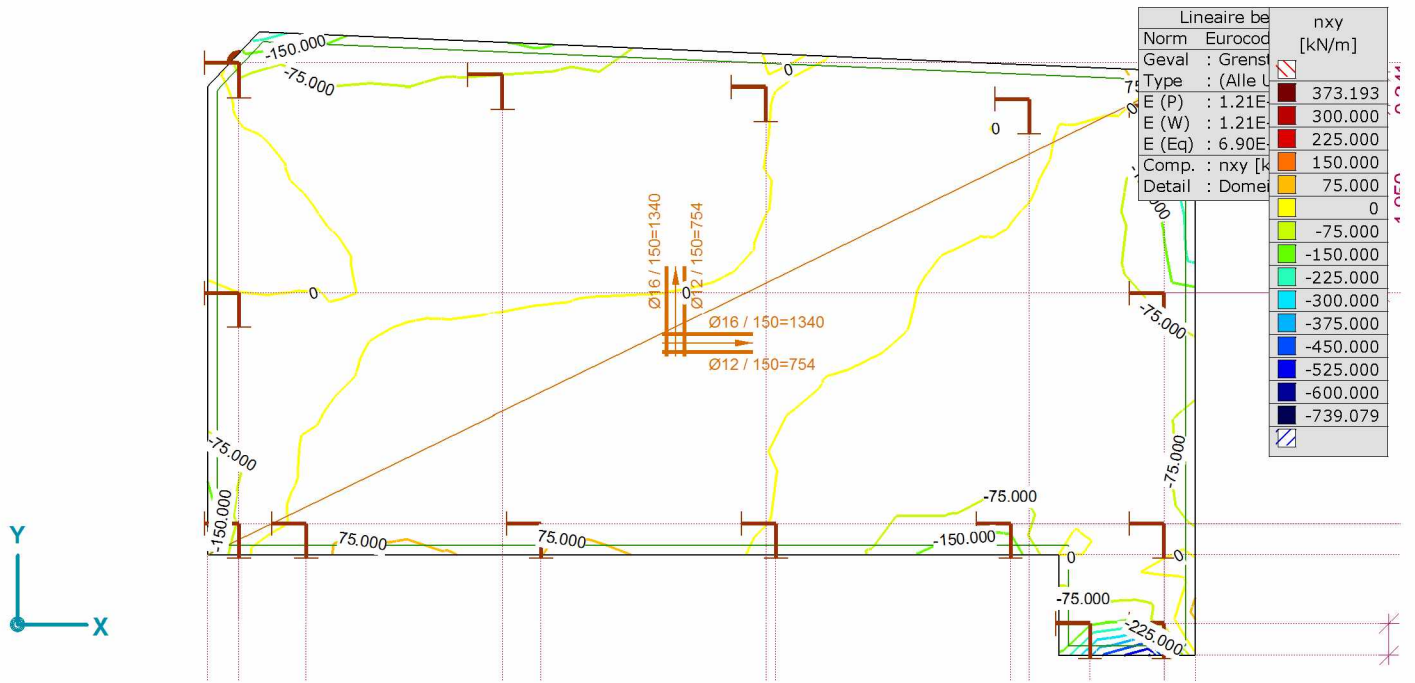 Lineaire be
Norm Eurocod
Geval : Grenst
Type : (Alle U
E (P) : 1.21E-
E (W) : 1.21E-
E (Eq) : 6.90E-
Comp. : nxy [k
Detail : Domei
nxy
[kN/m]
373.193
300.000
225.000
150.000
75.000
0
-75.000
-150.000
-225.000
-300.000
-375.000
-450.000
-525.000
-600.000
-739.079
-150.000
-75.000
0
75
0
0
0
0
Ø16 / 150=1340
Ø12 / 150=754
Ø16 / 150=1340
Ø12 / 150=754
-75.000
-75.000
-150.000
75.000
75.000
-75.000
-150.000
-75.000
0
0
-75.000
-225.000
Y
X